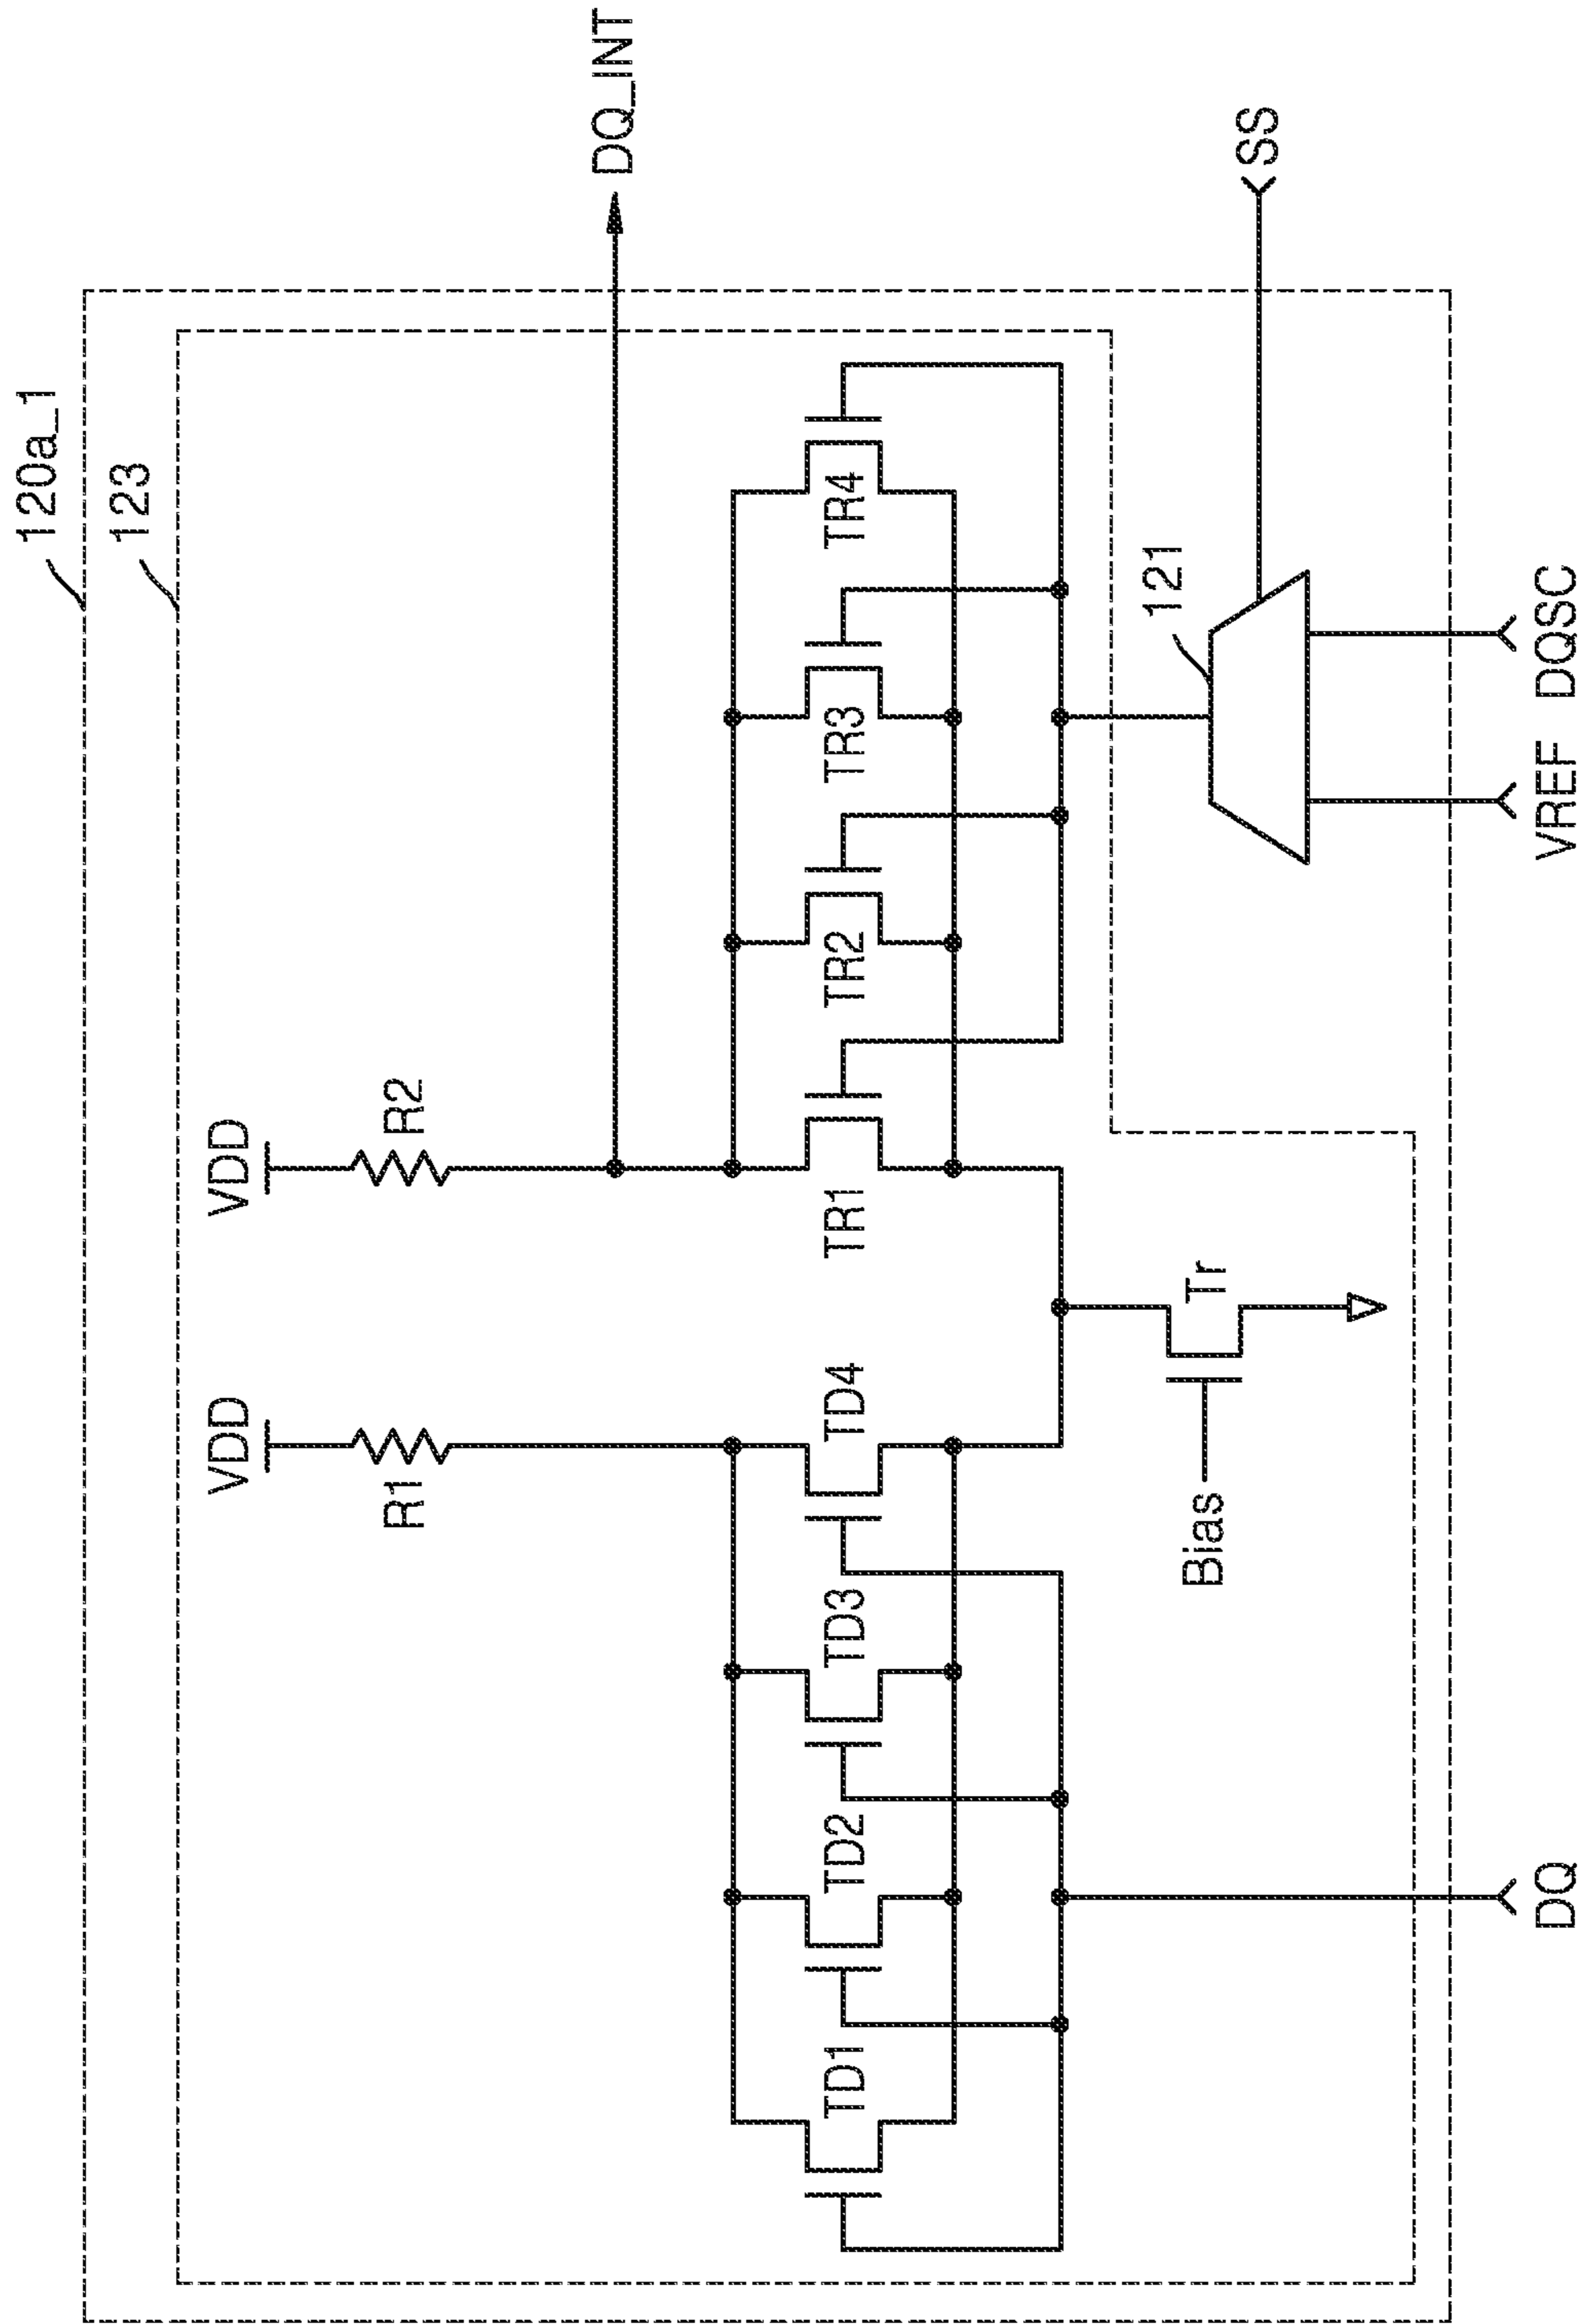 120a_1
123
VDD
VDD
R1
R2
DQ_INT
TD1
TD2
TD3
TD4
TR1
TR2
TR3
TR4
Bias
Tr
121
SS
DQ
VREF
DQSC